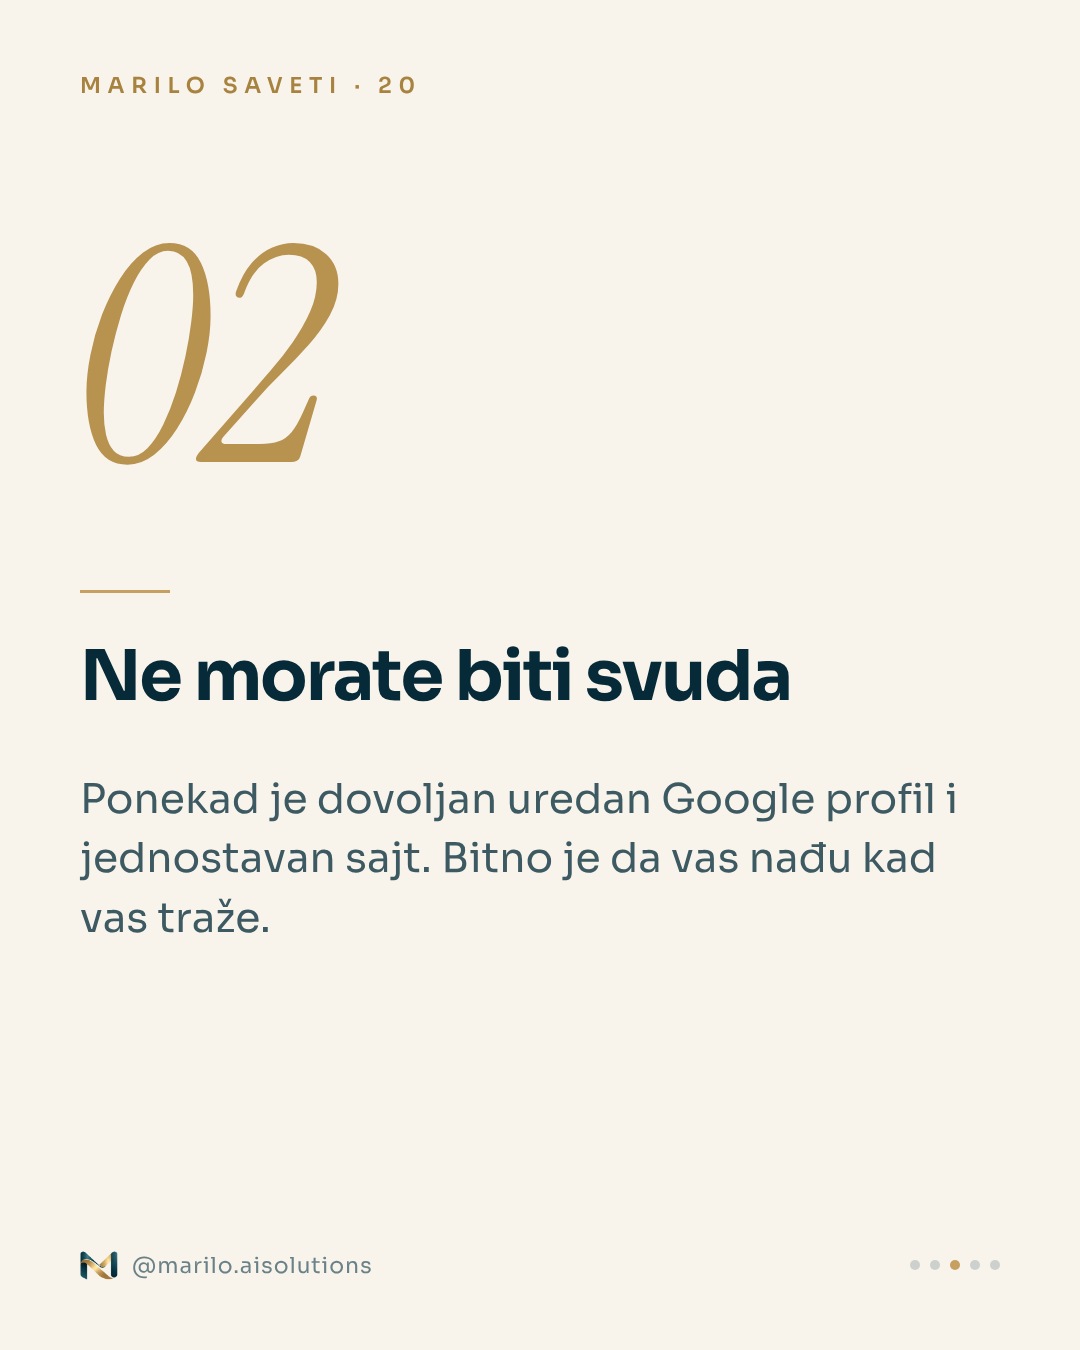 MARILO SAVETI · 20
02
Ne morate biti svuda
Ponekad je dovoljan uredan Google profil i
jednostavan sajt. Bitno je da vas nađu kad
vas traže.
@marilo.aisolutions